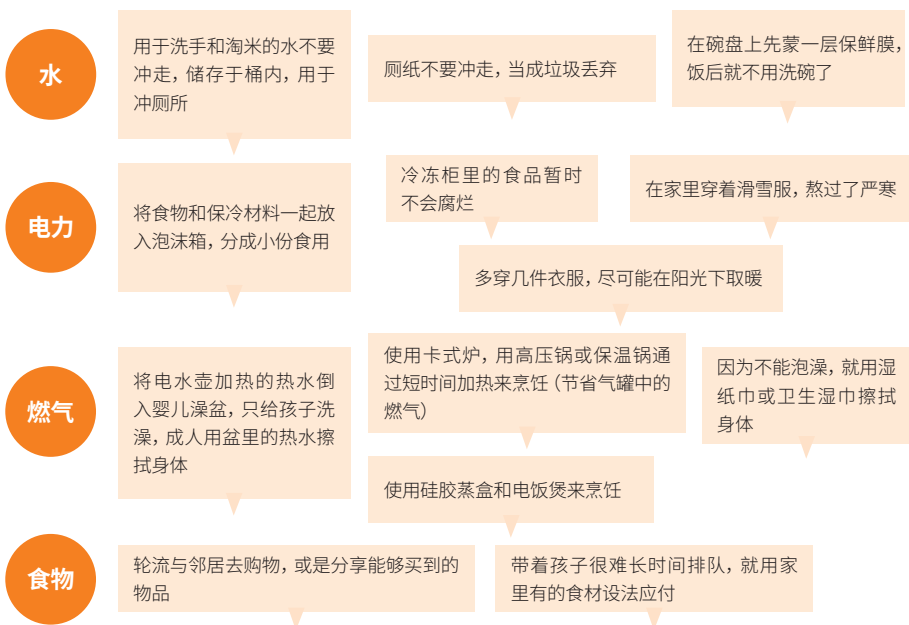 水
用于洗手和淘米的水不要
冲走，储存于桶内，用于
冲厕所
厕纸不要冲走，当成垃圾丢弃
在碗盘上先蒙一层保鲜膜，
饭后就不用洗碗了
电力
将食物和保冷材料一起放
入泡沫箱，分成小份食用
冷冻柜里的食品暂时
不会腐烂
在家里穿着滑雪服，熬过了严寒
多穿几件衣服，尽可能在阳光下取暖
燃气
将电水壶加热的热水倒
入婴儿澡盆，只给孩子洗
澡，成人用盆里的热水擦
拭身体
使用卡式炉，用高压锅或保温锅通
过短时间加热来烹饪（节省气罐中的
燃气）
因为不能泡澡，就用湿
纸巾或卫生湿巾擦拭
身体
使用硅胶蒸盒和电饭煲来烹饪
食物
轮流与邻居去购物，或是分享能够买到的
物品
带着孩子很难长时间排队，就用家
里有的食材设法应付